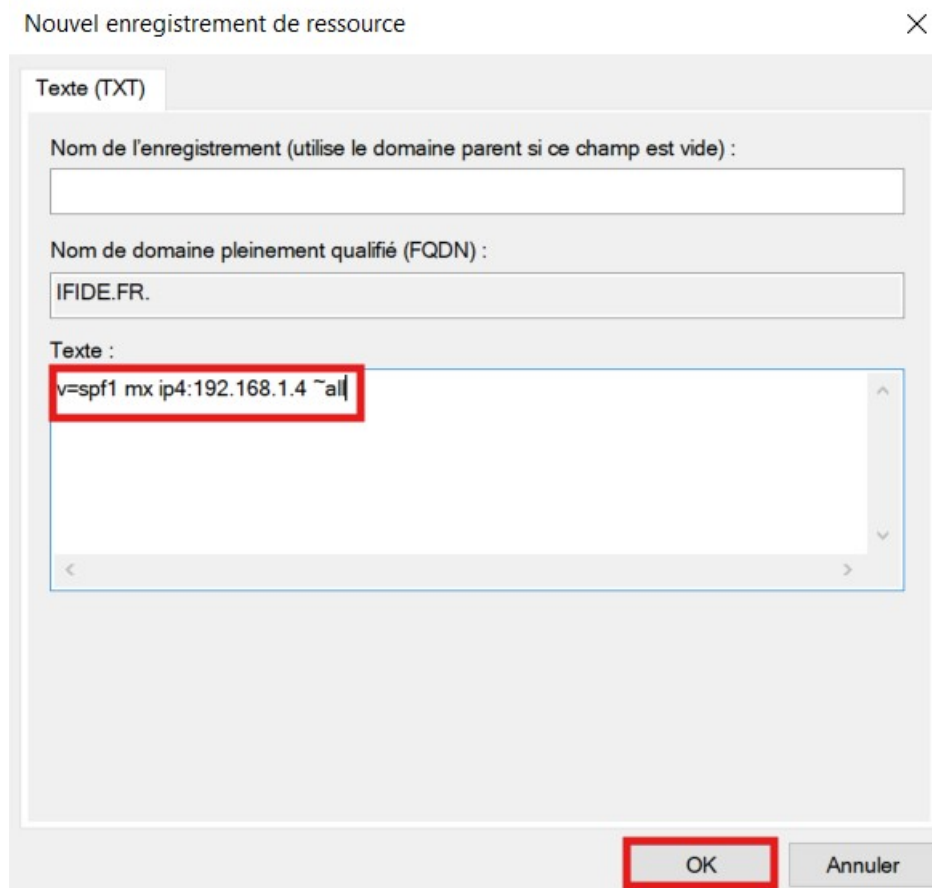 Nouvel enregistrement de ressource
Texte (TXT)
Nom de l'enregistrement (utilise le domaine parent si ce champ est vide) :
Nom de domaine pleinement qualifié (FQDN) :
IFIDE.FR.
Texte :
v=spf1 mx ip4:192.168.1.4 ~all
OK
Annuler